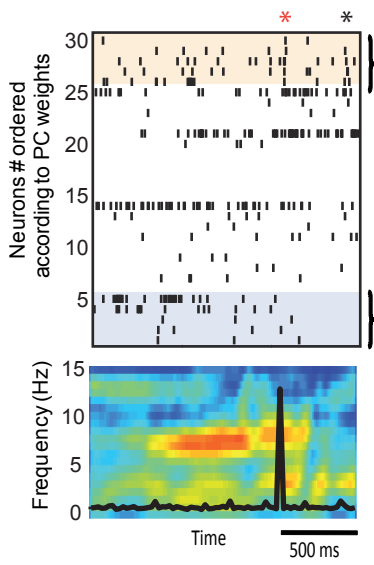 * *
Neurons # ordered
according to PC weights
30
25
20
15
10
5
Frequency (Hz)
15
10
5
0
Time
500 ms